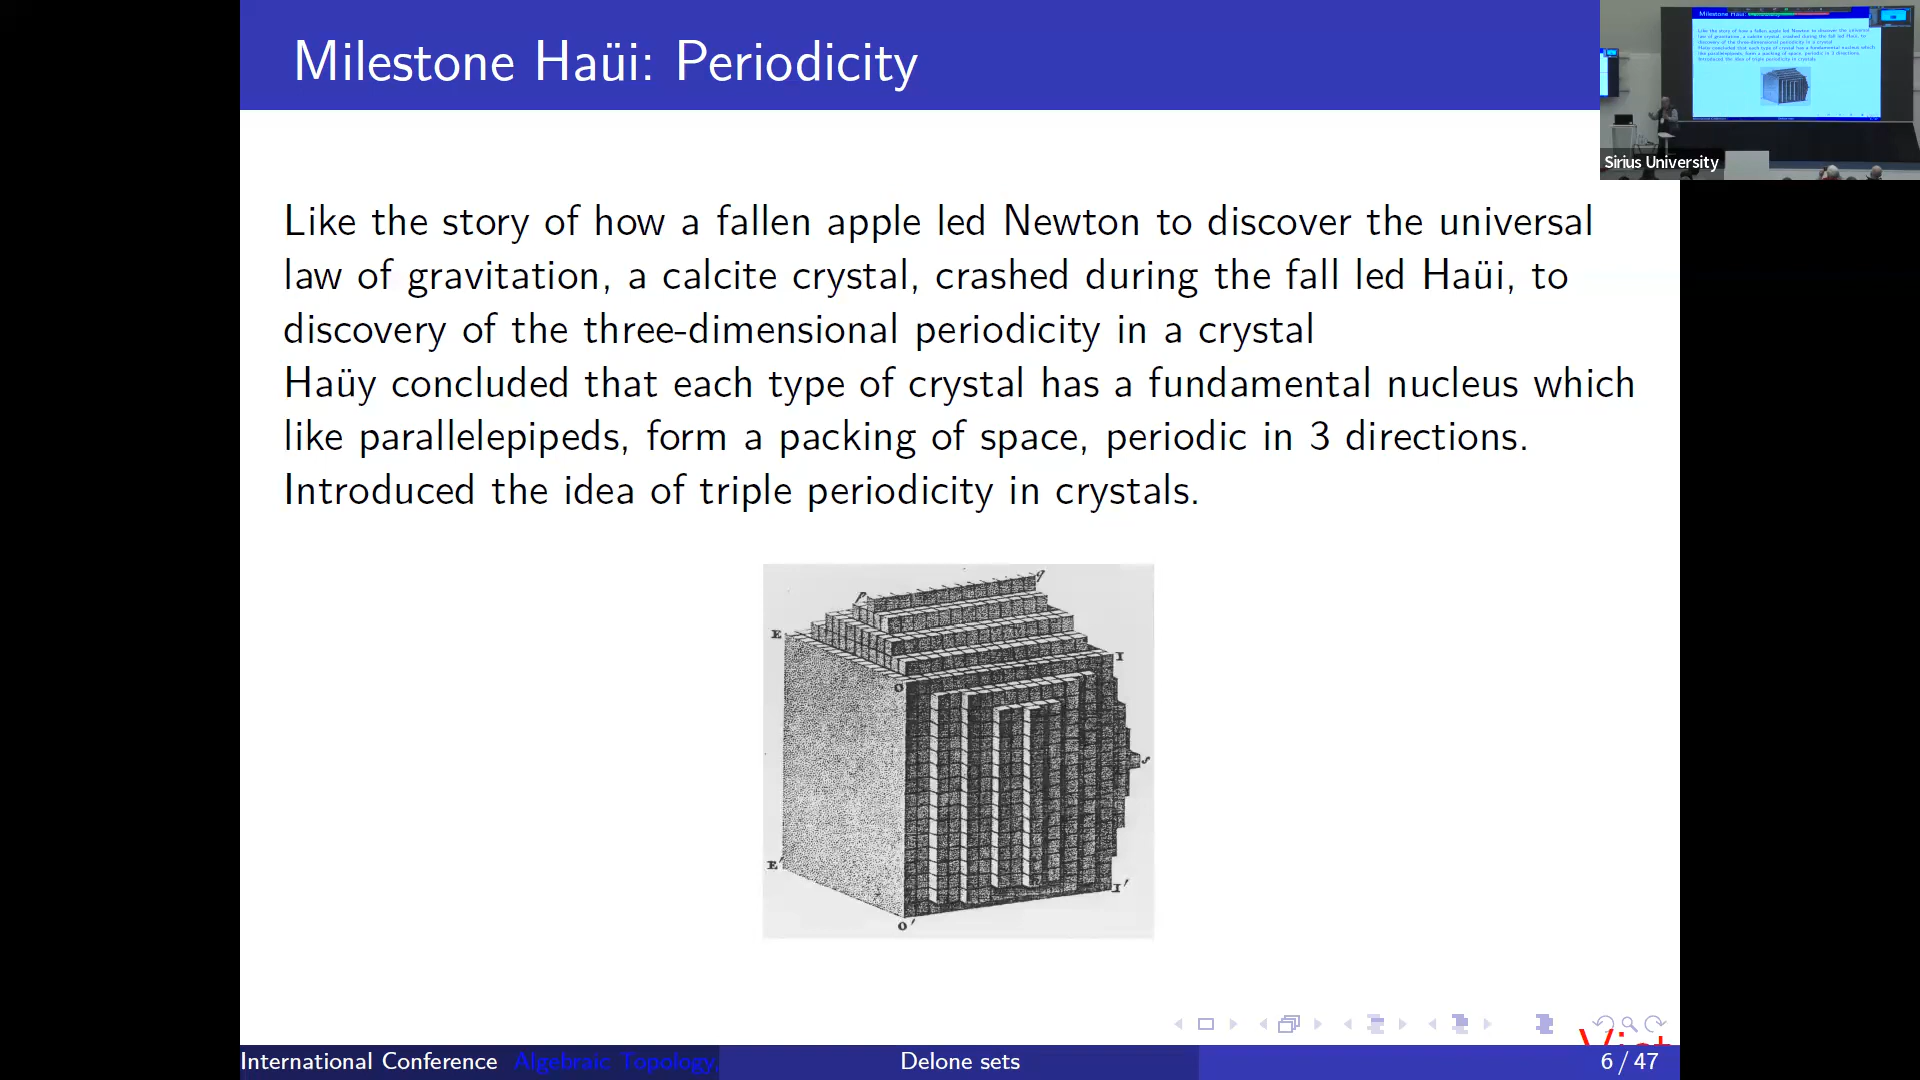 Milestone Haüi: Periodicity
Sirius University
Like the story of how a fallen apple led Newton to discover the universal
law of gravitation, a calcite crystal, crashed during the fall led Haüi, to
discovery of the three-dimensional periodicity in a crystal
Haüy concluded that each type of crystal has a fundamental nucleus which
like parallelepipeds, form a packing of space, periodic in 3 directions.
Introduced the idea of triple periodicity in crystals.
p q
E
I
O
s
E'
I'
O'
International Conference Algebraic Topology, Delone sets 6 / 47